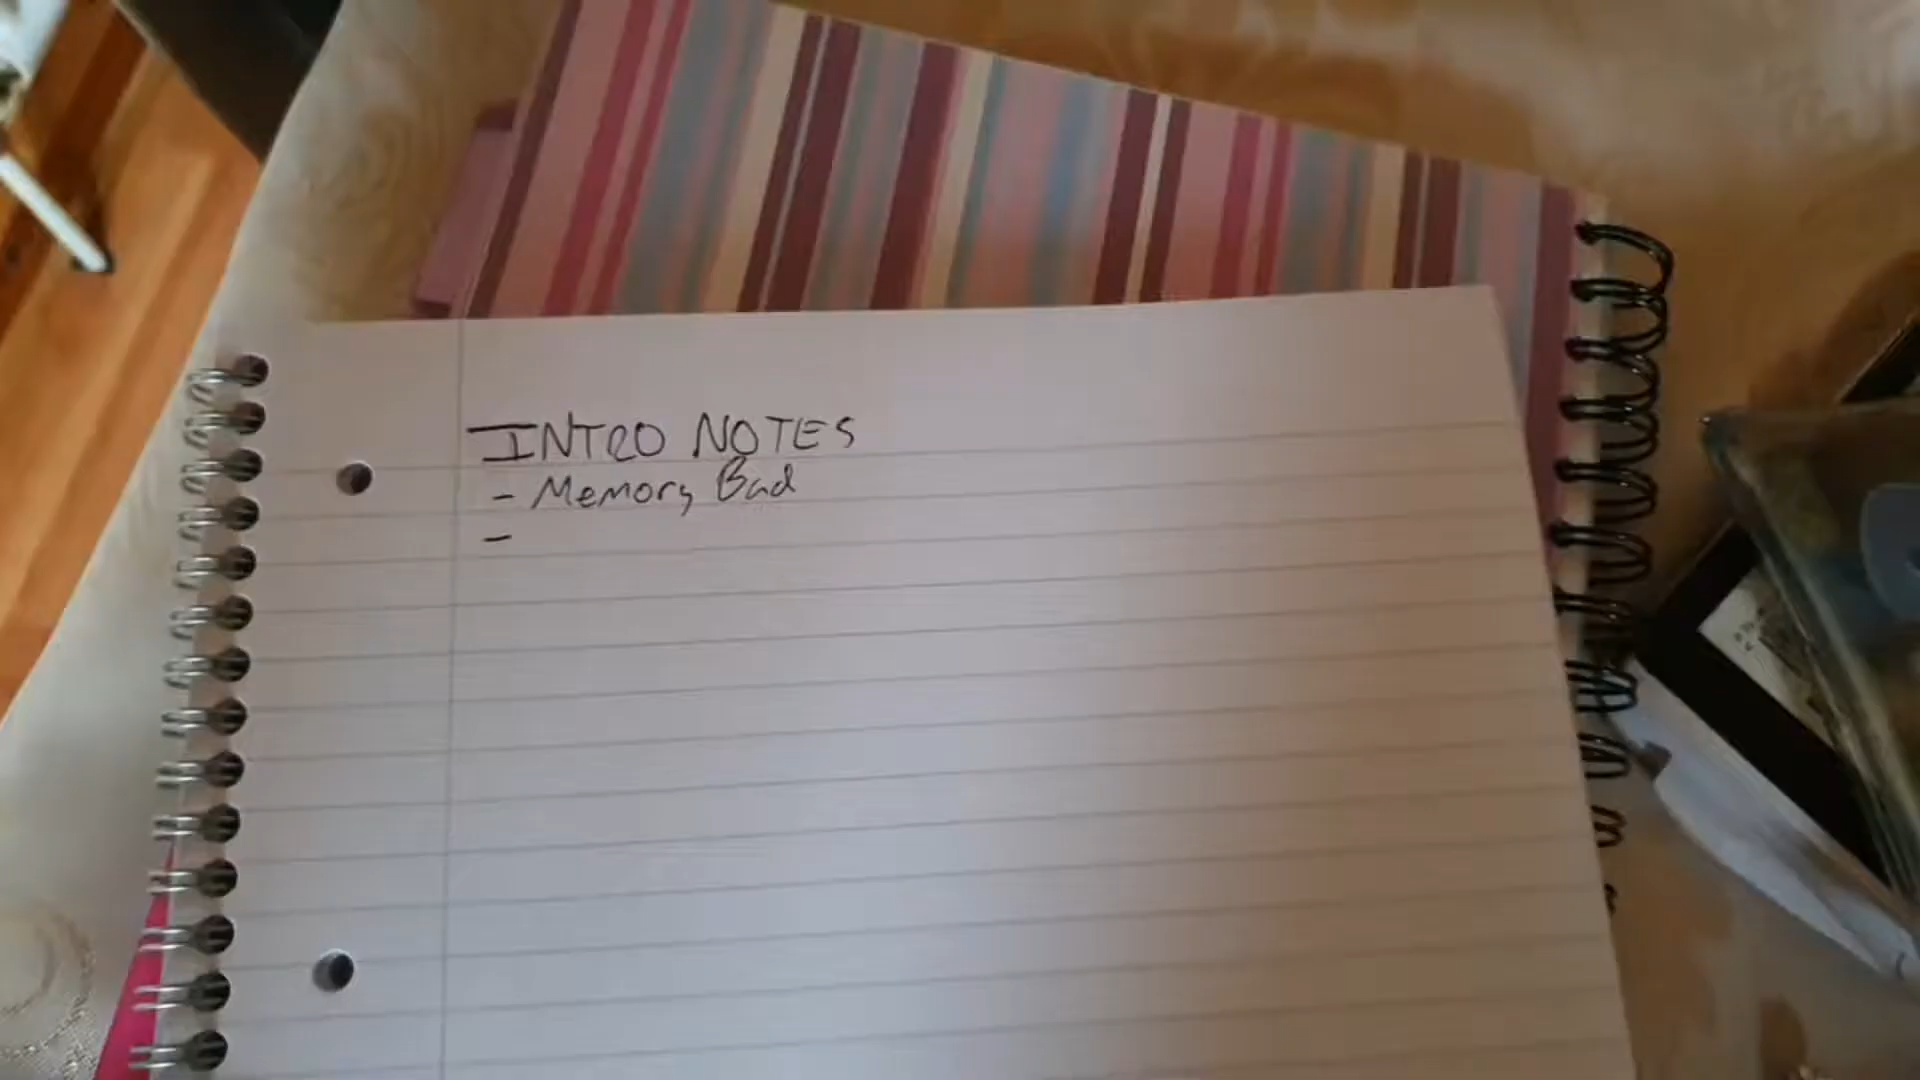 INTRO NOTES
- Memory Bad
-